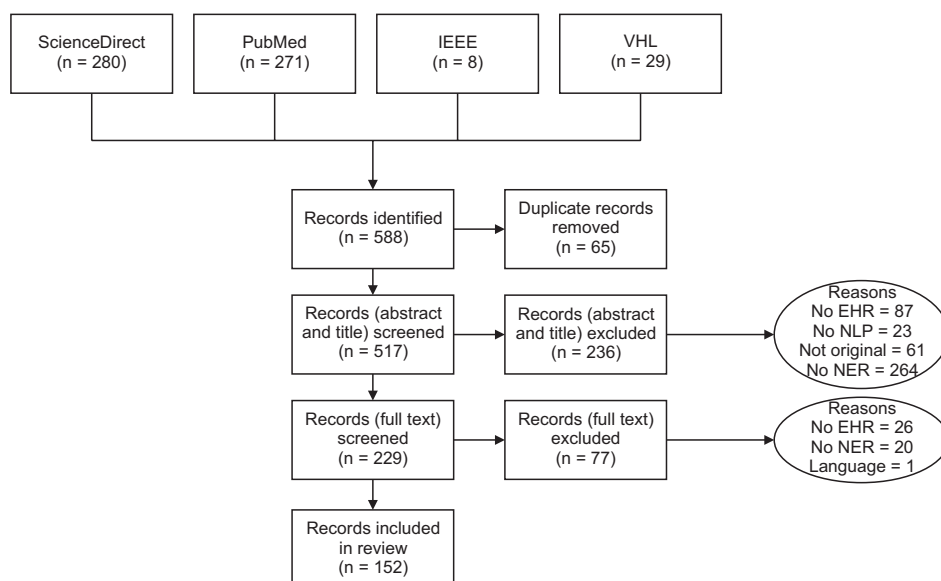 ScienceDirect
(n = 280)
PubMed
(n = 271)
IEEE
(n = 8)
VHL
(n = 29)
Records identified
(n = 588)
Duplicate records
removed
(n = 65)
Records (abstract
and title) screened
(n = 517)
Records (abstract
and title) excluded
(n = 236)
Reasons
No EHR = 87
No NLP = 23
Not original = 61
No NER = 264
Records (full text)
screened
(n = 229)
Records (full text)
excluded
(n = 77)
Reasons
No EHR = 26
No NER = 20
Language = 1
Records included
in review
(n = 152)